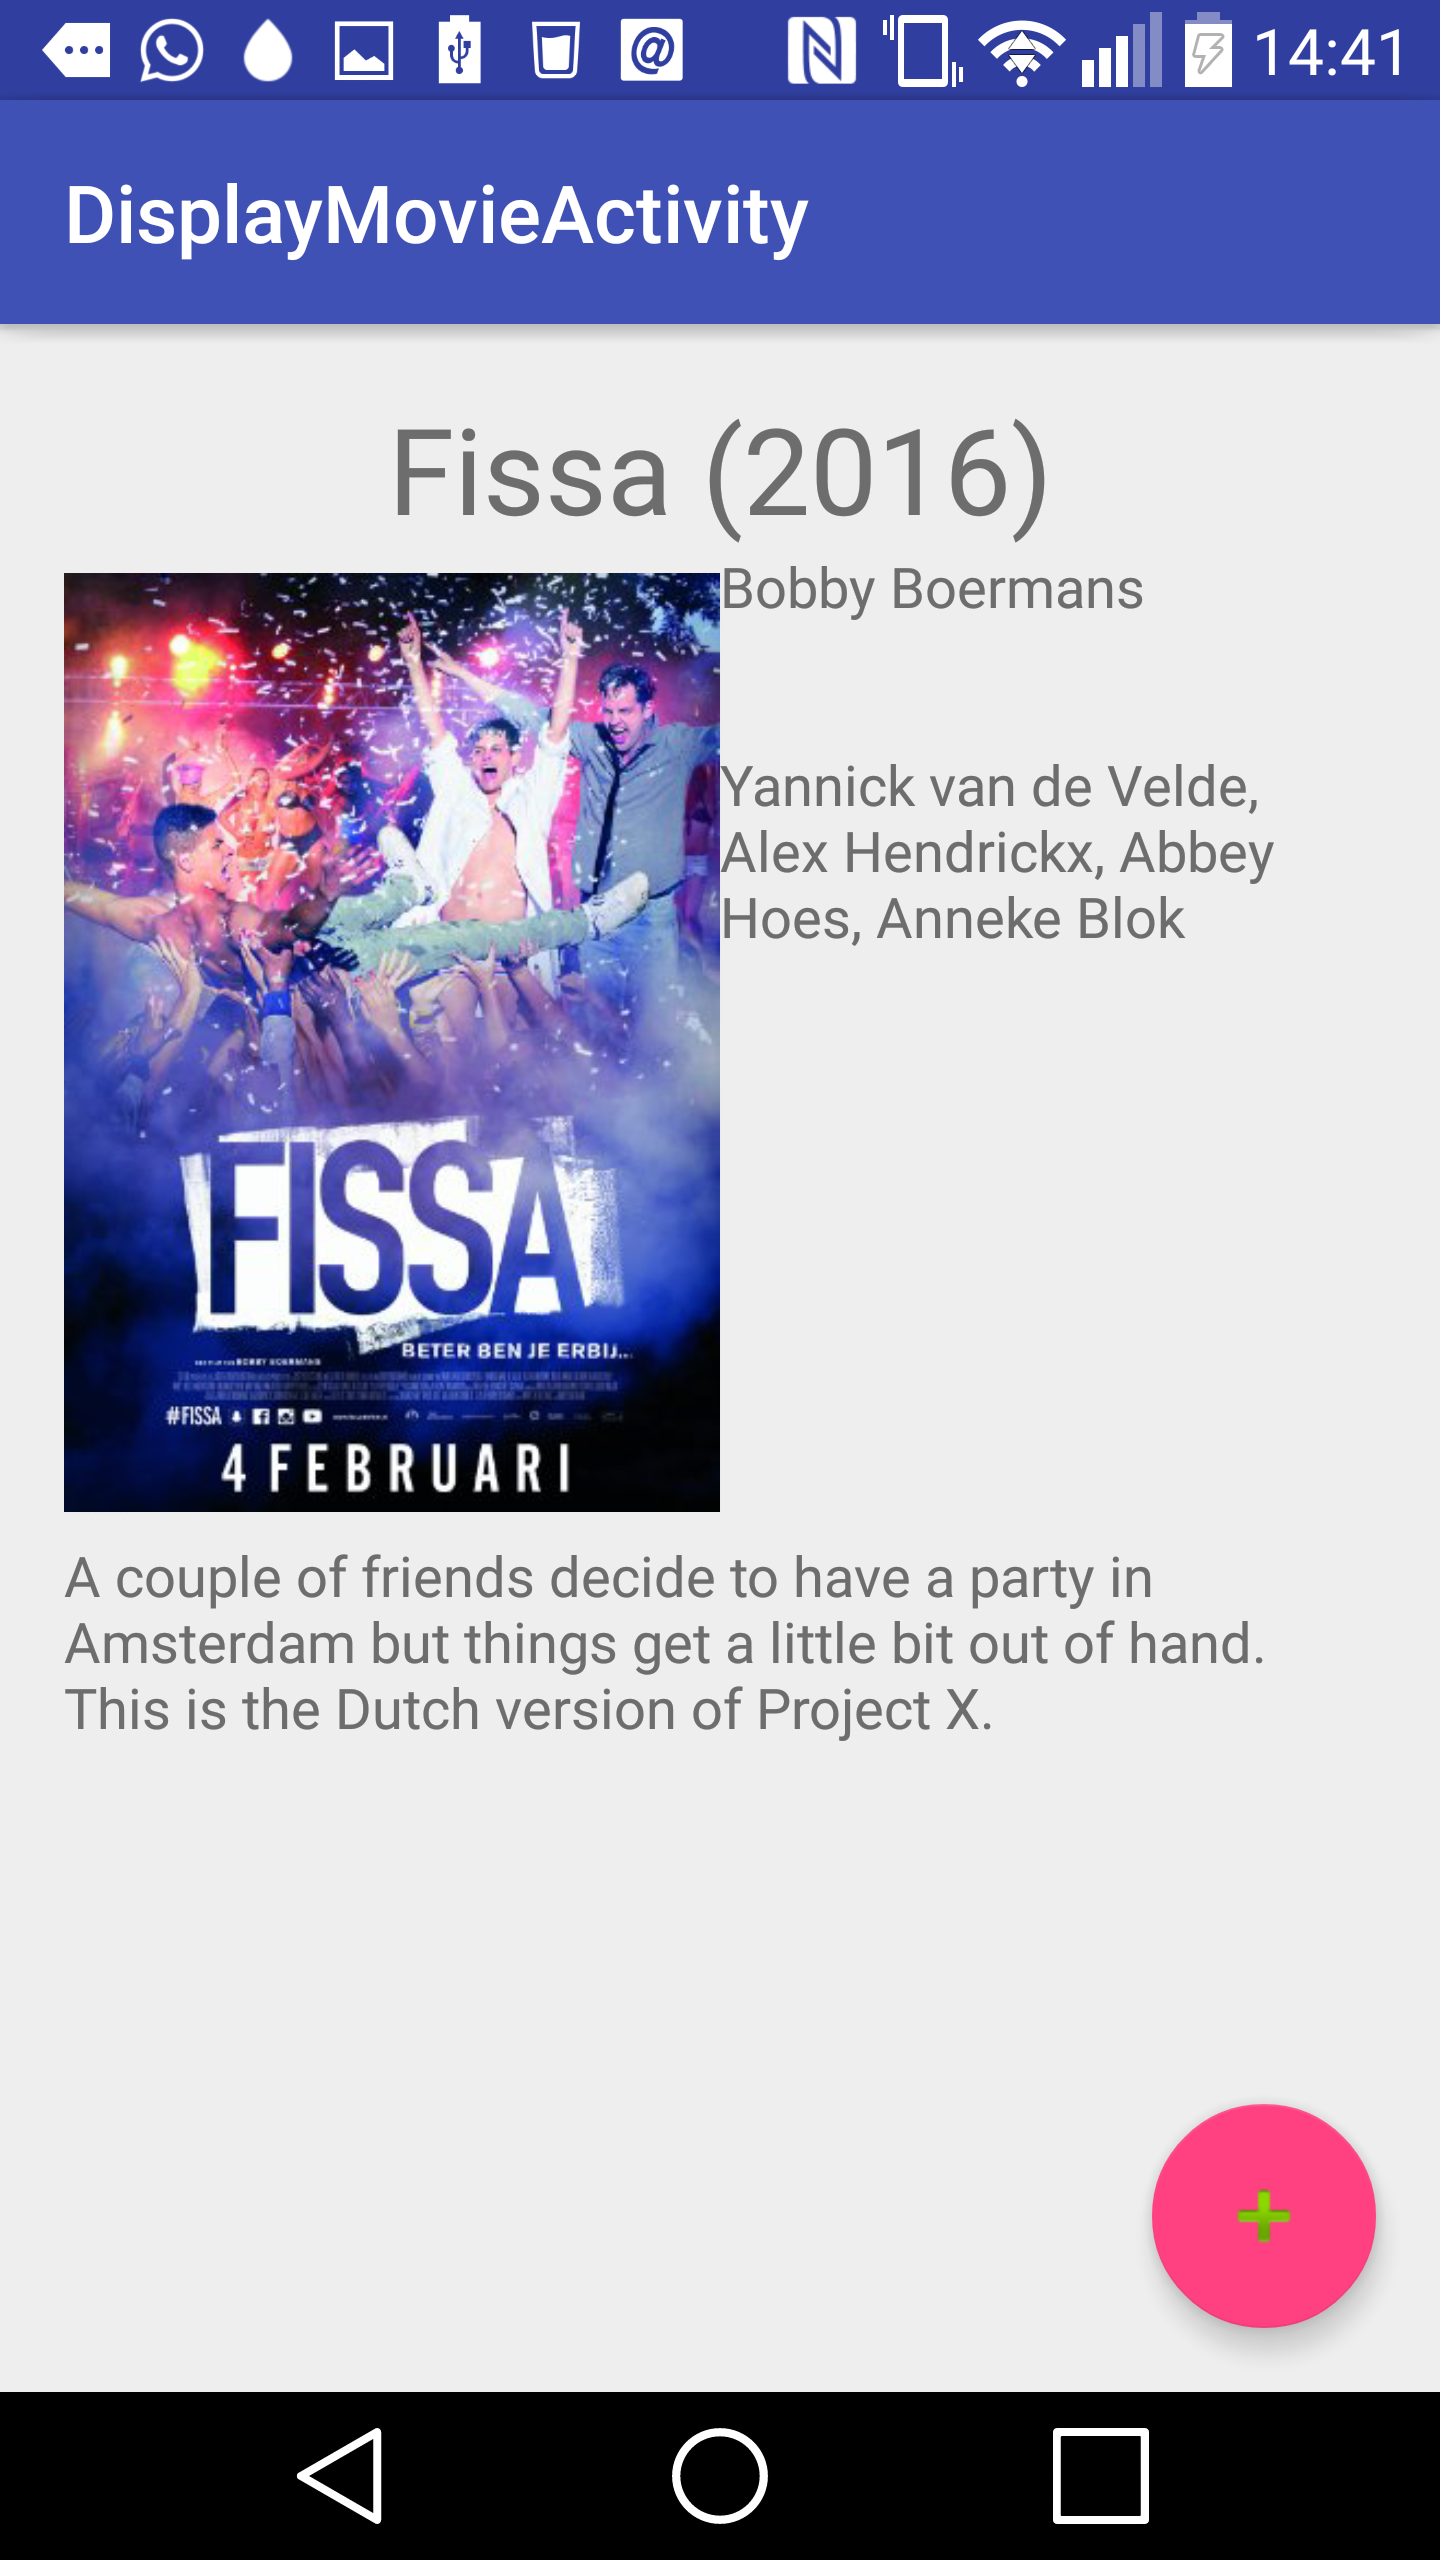 14:41
DisplayMovieActivity
Fissa (2016)
Bobby Boermans
Yannick van de Velde,
Alex Hendrickx, Abbey
Hoes, Anneke Blok
FISSA
BETER BEN JE ERBIJ...
BOBBY BOERMANS
#FISSA
4 FEBRUARI
A couple of friends decide to have a party in
Amsterdam but things get a little bit out of hand.
This is the Dutch version of Project X.